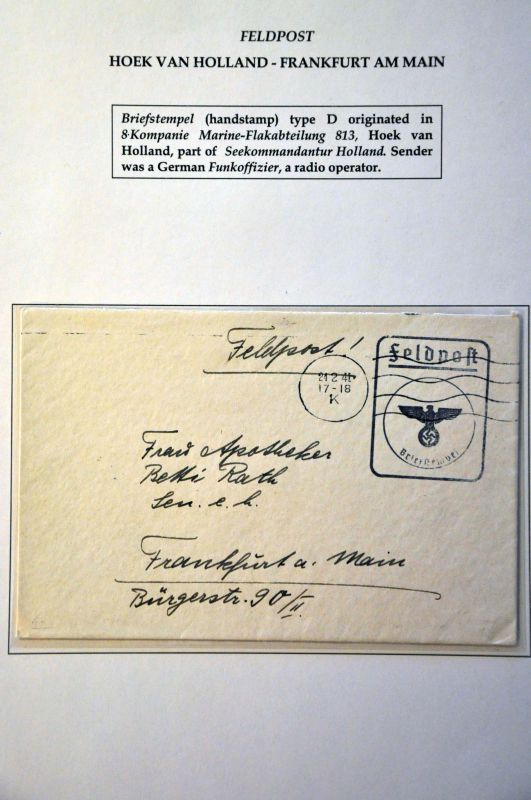 FELDPOST
HOEK VAN HOLLAND - FRANKFURT AM MAIN
Briefstempel (handstamp) type D originated in
8·Kompanie Marine-Flakabteilung 813, Hoek van
Holland, part of Seekommandantur Holland. Sender
was a German Funkoffizier, a radio operator.
Feldpost!
21 2 41
17-18
K
Feldpost
Briefstempel
Frau Apotheker
Betti Rath
Sen. e. h.
Frankfurt a. Main
Bürgerstr. 90/II